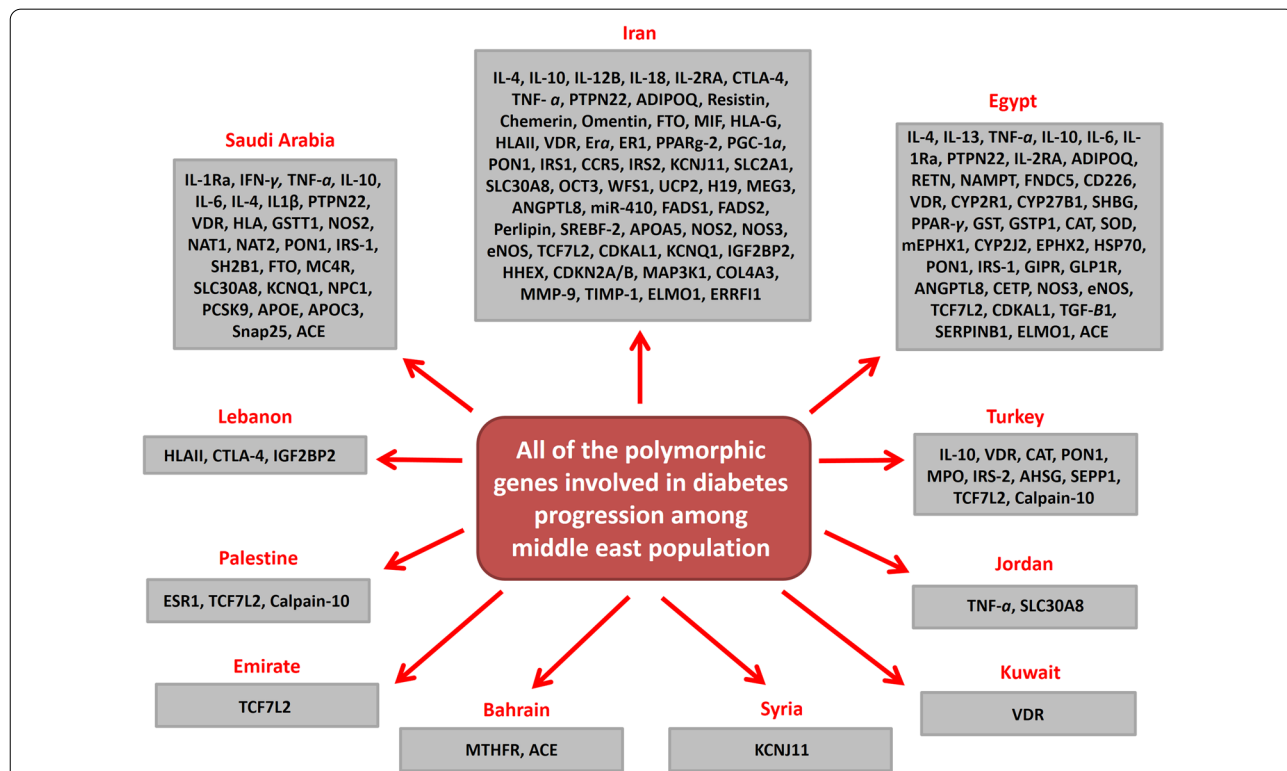 Iran
IL-4, IL-10, IL-12B, IL-18, IL-2RA, CTLA-4,
TNF- α, PTPN22, ADIPOQ, Resistin,
Chemerin, Omentin, FTO, MIF, HLA-G,
HLAII, VDR, Erα, ER1, PPARg-2, PGC-1α,
PON1, IRS1, CCR5, IRS2, KCNJ11, SLC2A1,
SLC30A8, OCT3, WFS1, UCP2, H19, MEG3,
ANGPTL8, miR-410, FADS1, FADS2,
Perlipin, SREBF-2, APOA5, NOS2, NOS3,
eNOS, TCF7L2, CDKAL1, KCNQ1, IGF2BP2,
HHEX, CDKN2A/B, MAP3K1, COL4A3,
MMP-9, TIMP-1, ELMO1, ERRFI1
Saudi Arabia
IL-1Ra, IFN-γ, TNF-α, IL-10,
IL-6, IL-4, IL1β, PTPN22,
VDR, HLA, GSTT1, NOS2,
NAT1, NAT2, PON1, IRS-1,
SH2B1, FTO, MC4R,
SLC30A8, KCNQ1, NPC1,
PCSK9, APOE, APOC3,
Snap25, ACE
Egypt
IL-4, IL-13, TNF-α, IL-10, IL-6, IL-
1Ra, PTPN22, IL-2RA, ADIPOQ,
RETN, NAMPT, FNDC5, CD226,
VDR, CYP2R1, CYP27B1, SHBG,
PPAR-γ, GST, GSTP1, CAT, SOD,
mEPHX1, CYP2J2, EPHX2, HSP70,
PON1, IRS-1, GIPR, GLP1R,
ANGPTL8, CETP, NOS3, eNOS,
TCF7L2, CDKAL1, TGF-B1,
SERPINB1, ELMO1, ACE
Lebanon
HLAII, CTLA-4, IGF2BP2
All of the polymorphic
genes involved in diabetes
progression among
middle east population
Turkey
IL-10, VDR, CAT, PON1,
MPO, IRS-2, AHSG, SEPP1,
TCF7L2, Calpain-10
Palestine
ESR1, TCF7L2, Calpain-10
Jordan
TNF-α, SLC30A8
Emirate
TCF7L2
Bahrain
MTHFR, ACE
Syria
KCNJ11
Kuwait
VDR